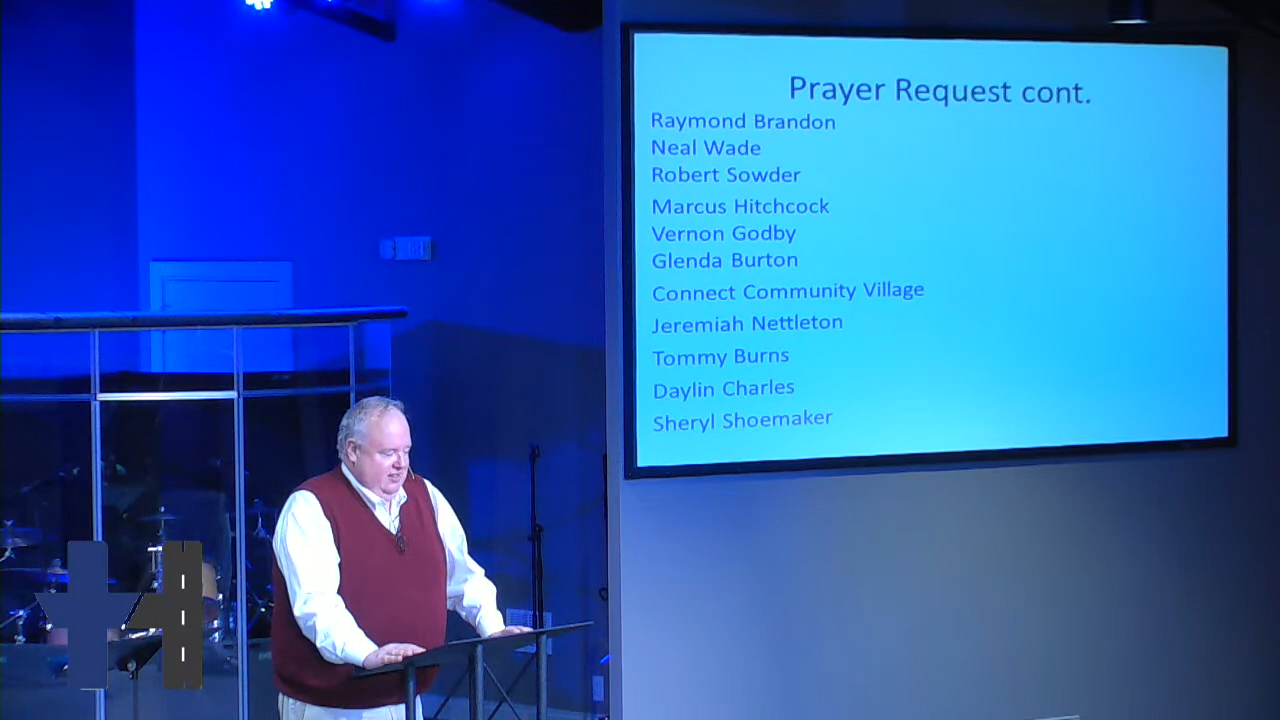 Prayer Request cont.
Raymond Brandon
Neal Wade
Robert Sowder
Marcus Hitchcock
Vernon Godby
Glenda Burton
Connect Community Village
Jeremiah Nettleton
Tommy Burns
Daylin Charles
Sheryl Shoemaker